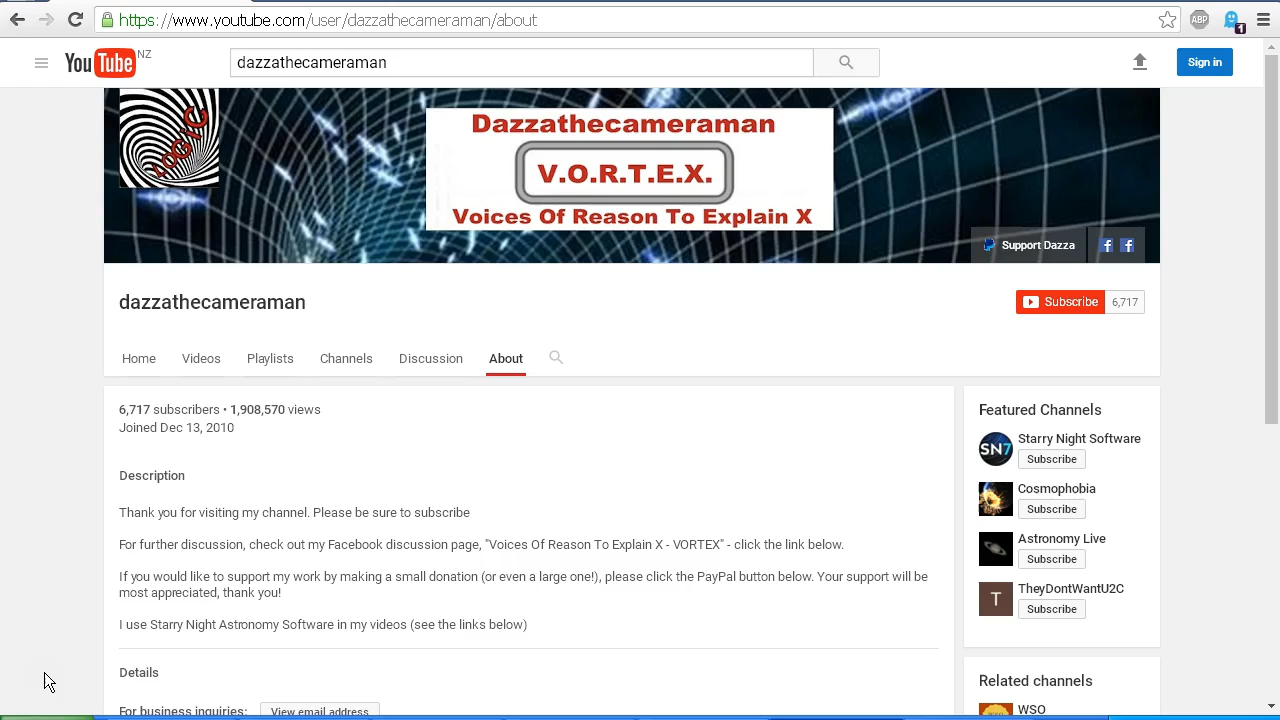 https://www.youtube.com/user/dazzathecameraman/about
ABP
1
YouTube NZ
dazzathecameraman
Sign in
LOGIC
Dazzathecameraman
V.O.R.T.E.X.
Voices Of Reason To Explain X
Support Dazza
dazzathecameraman
Subscribe 6,717
Home Videos Playlists Channels Discussion About
6,717 subscribers • 1,908,570 views
Joined Dec 13, 2010
Description
Thank you for visiting my channel. Please be sure to subscribe
For further discussion, check out my Facebook discussion page, "Voices Of Reason To Explain X - VORTEX" - click the link below.
If you would like to support my work by making a small donation (or even a large one!), please click the PayPal button below. Your support will be
most appreciated, thank you!
I use Starry Night Astronomy Software in my videos (see the links below)
Details
For business inquiries: View email address
Featured Channels
SN7
Starry Night Software
Subscribe
Cosmophobia
Subscribe
Astronomy Live
Subscribe
T
TheyDontWantU2C
Subscribe
Related channels
WSO